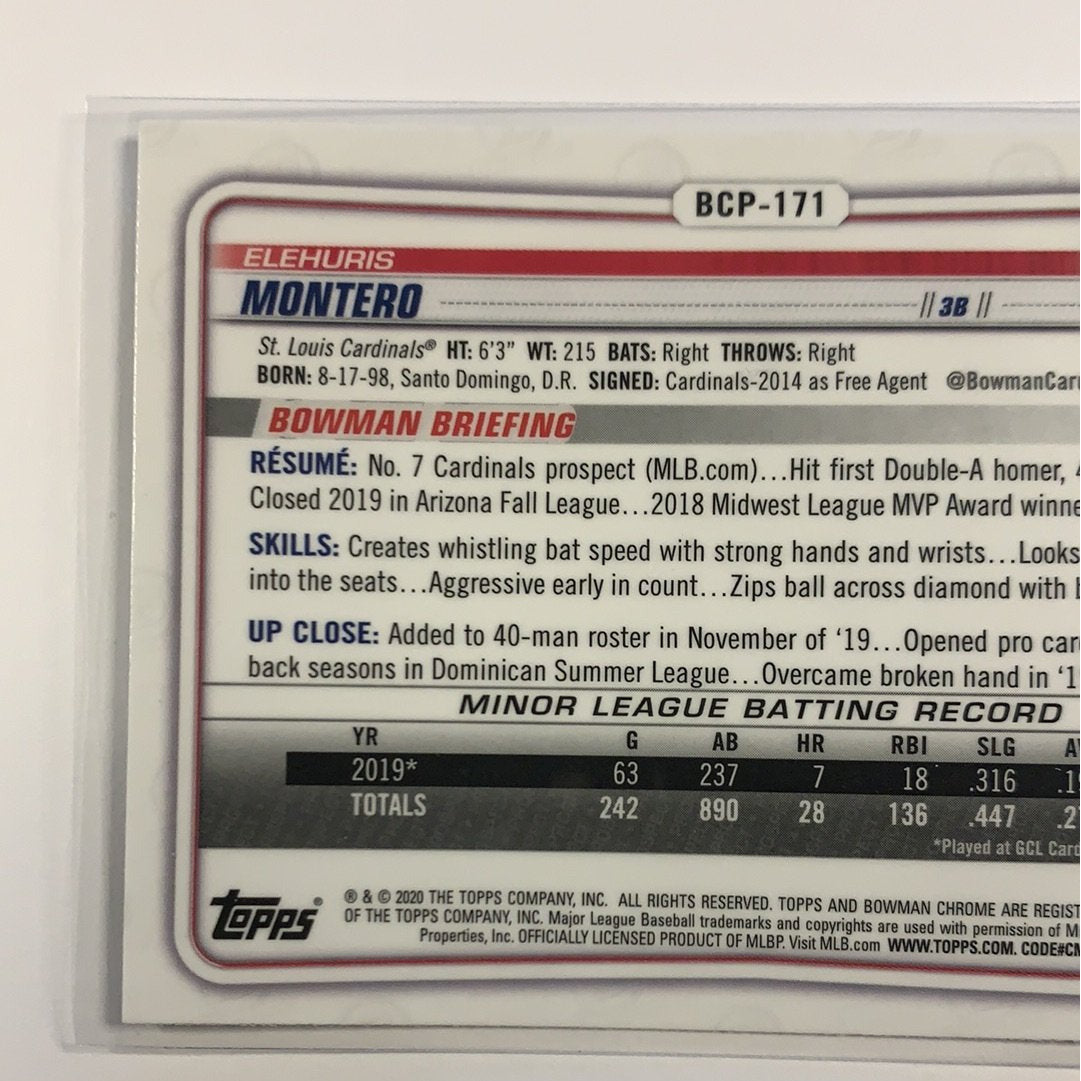 BCP-171
ELEHURIS
MONTERO
// 3B //
St. Louis Cardinals® HT: 6'3" WT: 215 BATS: Right THROWS: Right
BORN: 8-17-98, Santo Domingo, D.R. SIGNED: Cardinals-2014 as Free Agent
BOWMAN BRIEFING
RÉSUMÉ: No. 7 Cardinals prospect (MLB.com)...Hit first Double-A homer,
Closed 2019 in Arizona Fall League...2018 Midwest League MVP Award
SKILLS: Creates whistling bat speed with strong hands and wrists...Looks
into the seats...Aggressive early in count...Zips ball across diamond with
UP CLOSE: Added to 40-man roster in November of '19...Opened pro
back seasons in Dominican Summer League...Overcame broken hand in
MINOR LEAGUE BATTING RECORD
YR G AB HR RBI SLG
2019* 63 237 7 18 .316
TOTALS 242 890 28 136 .447
*Played at GCL
Topps®
® & © 2020 THE TOPPS COMPANY, INC. ALL RIGHTS RESERVED. TOPPS AND BOWMAN CHROME ARE
OF THE TOPPS COMPANY, INC. Major League Baseball trademarks and copyrights are used with permission of
Properties, Inc. OFFICIALLY LICENSED PRODUCT OF MLBP. Visit MLB.com WWW.TOPPS.COM.